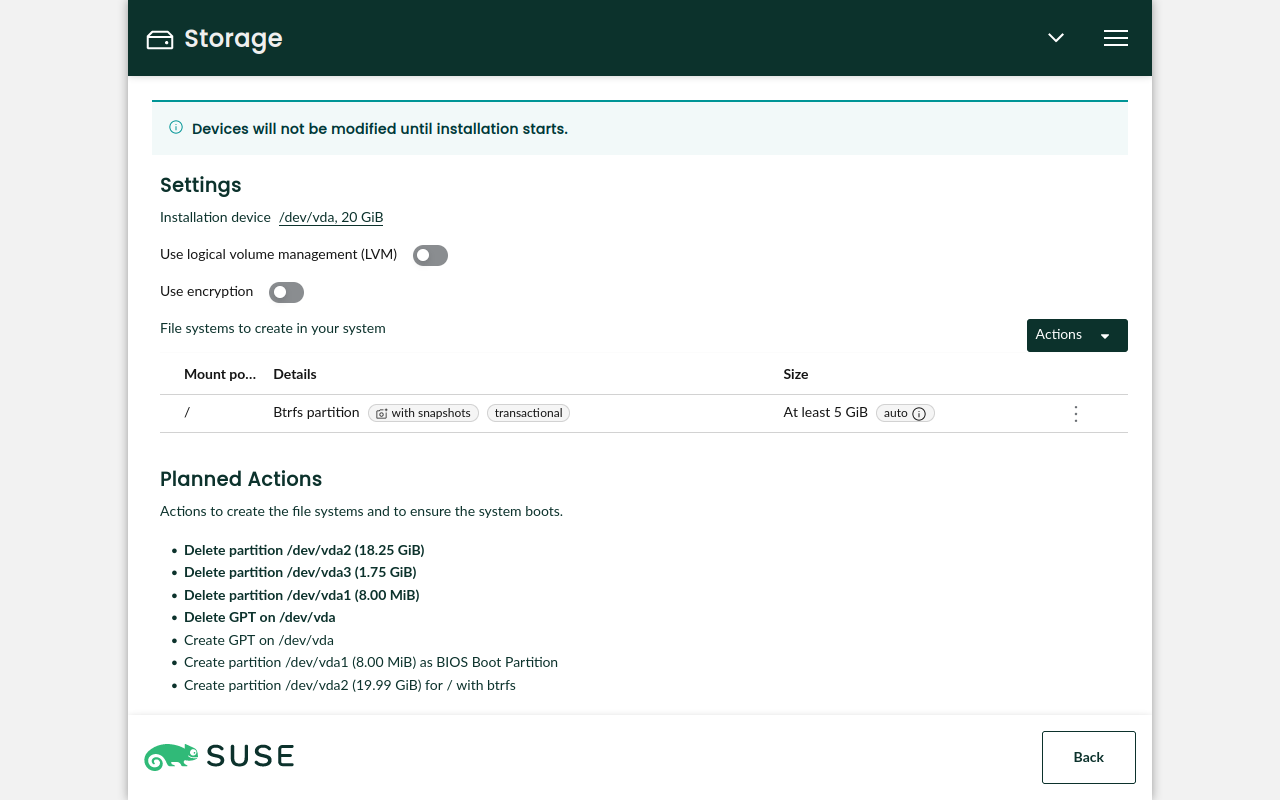 Storage
Devices will not be modified until installation starts.
Settings
Installation device /dev/vda, 20 GiB
Use logical volume management (LVM)
Use encryption
File systems to create in your system
Actions
Mount po... Details Size
/ Btrfs partition with snapshots transactional At least 5 GiB auto
Planned Actions
Actions to create the file systems and to ensure the system boots.
• Delete partition /dev/vda2 (18.25 GiB)
• Delete partition /dev/vda3 (1.75 GiB)
• Delete partition /dev/vda1 (8.00 MiB)
• Delete GPT on /dev/vda
• Create GPT on /dev/vda
• Create partition /dev/vda1 (8.00 MiB) as BIOS Boot Partition
• Create partition /dev/vda2 (19.99 GiB) for / with btrfs
SUSE
Back